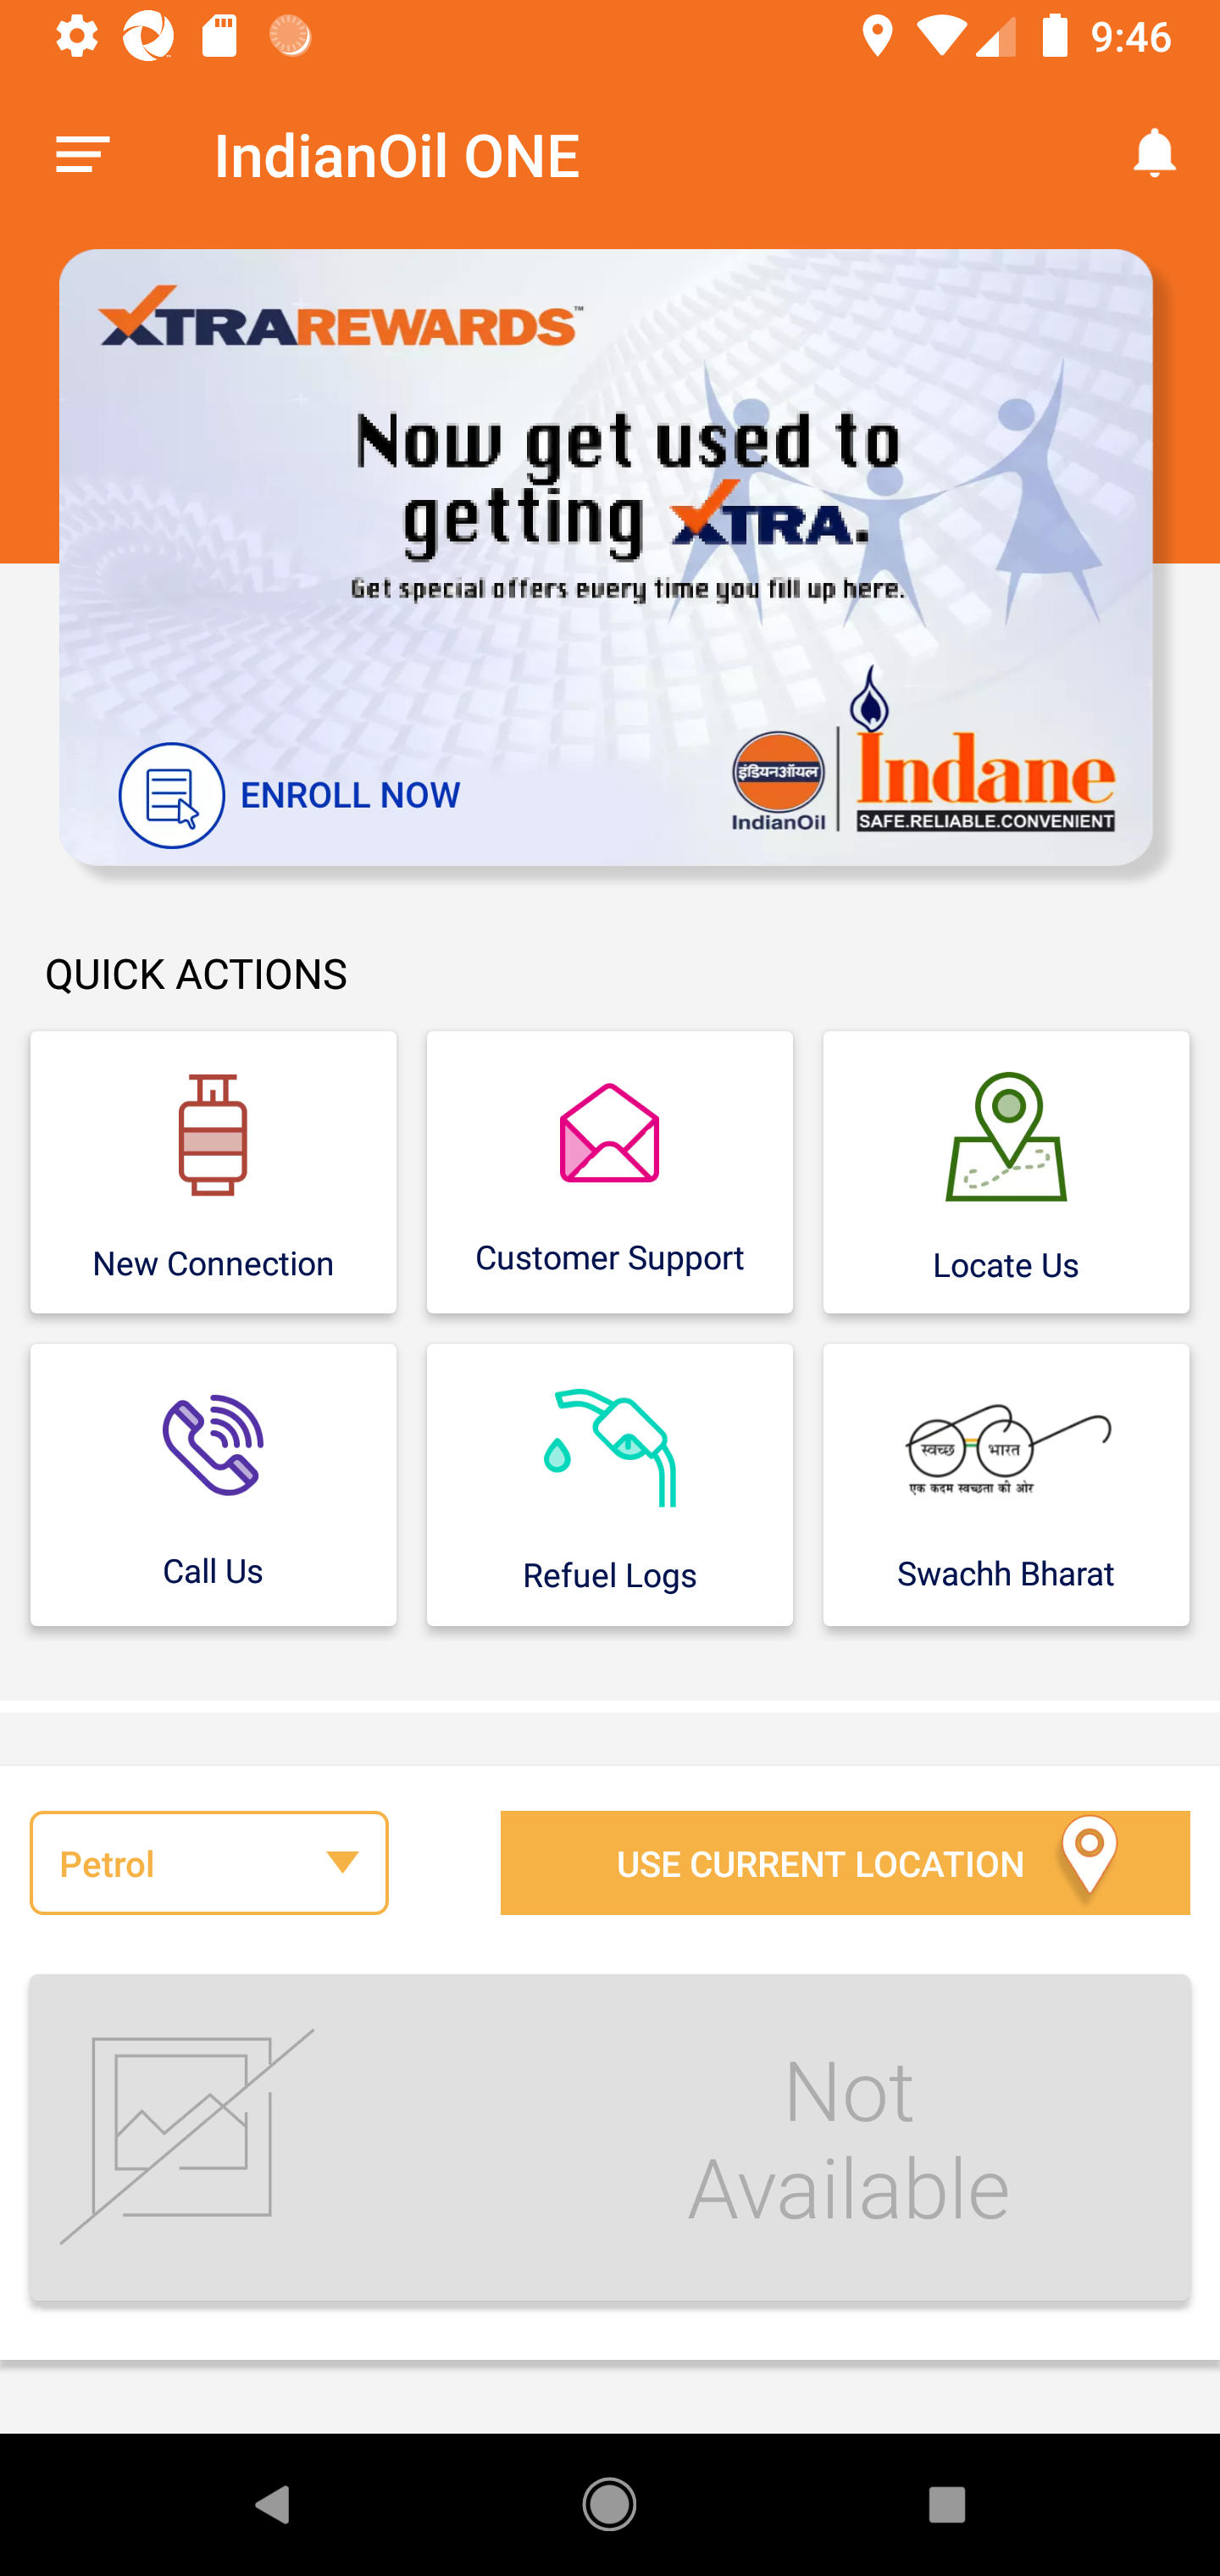 9:46
IndianOil ONE
XTRAREWARDS™
Now get used to
getting XTRA.
Get special offers every time you fill up here.
ENROLL NOW
इंडियनऑयल
IndianOil
Indane
SAFE.RELIABLE.CONVENIENT
QUICK ACTIONS
New Connection
Customer Support
Locate Us
Call Us
Refuel Logs
स्वच्छ भारत
एक कदम स्वच्छता की ओर
Swachh Bharat
Petrol
USE CURRENT LOCATION
Not
Available